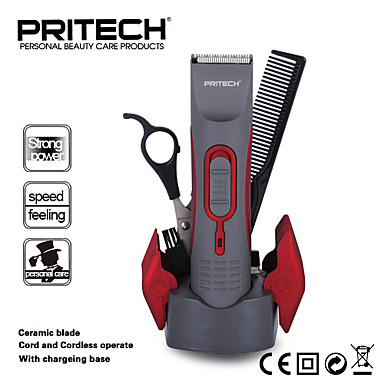 PRITECH®
PERSONAL BEAUTY CARE PRODUCTS
PRITECH
Strong
power
speed
feeling
personal care
Ceramic blade
Cord and Cordless operate
With chargeing base
CE